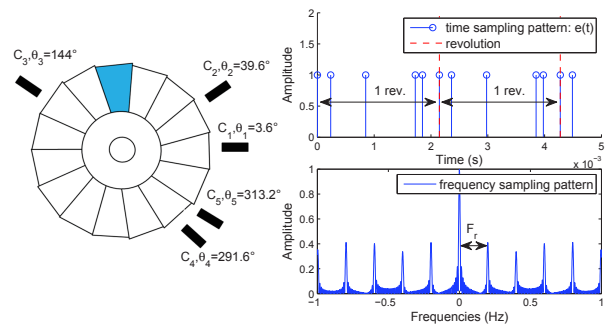 C3,θ3=144°
C2,θ2=39.6°
C1,θ1=3.6°
C5,θ5=313.2°
C4,θ4=291.6°
2
1.5
1
0.5
0
Amplitude
time sampling pattern: e(t)
revolution
1 rev.
1 rev.
0 1 2 3 4 5
Time (s)
x 10⁻³
1
0.8
0.6
0.4
0.2
0
Amplitude
frequency sampling pattern
Fr
−1 −0.5 0 0.5 1
Frequencies (Hz)